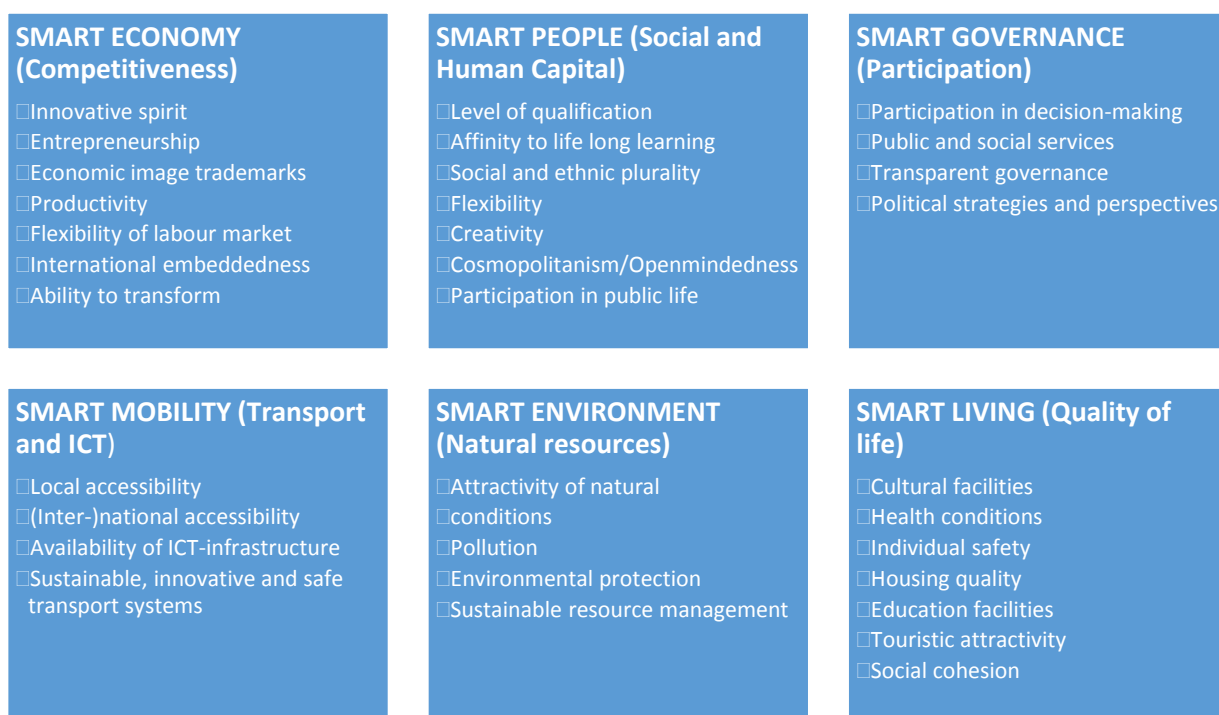 SMART ECONOMY
(Competitiveness)
□Innovative spirit
□Entrepreneurship
□Economic image trademarks
□Productivity
□Flexibility of labour market
□International embeddedness
□Ability to transform
SMART PEOPLE (Social and
Human Capital)
□Level of qualification
□Affinity to life long learning
□Social and ethnic plurality
□Flexibility
□Creativity
□Cosmopolitanism/Openmindedness
□Participation in public life
SMART GOVERNANCE
(Participation)
□Participation in decision-making
□Public and social services
□Transparent governance
□Political strategies and perspectives
SMART MOBILITY (Transport
and ICT)
□Local accessibility
□(Inter-)national accessibility
□Availability of ICT-infrastructure
□Sustainable, innovative and safe
transport systems
SMART ENVIRONMENT
(Natural resources)
□Attractivity of natural
□conditions
□Pollution
□Environmental protection
□Sustainable resource management
SMART LIVING (Quality of
life)
□Cultural facilities
□Health conditions
□Individual safety
□Housing quality
□Education facilities
□Touristic attractivity
□Social cohesion